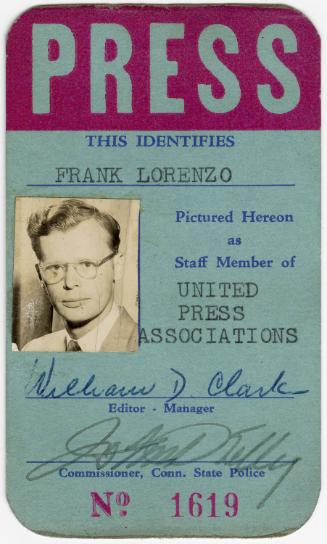 PRESS
THIS IDENTIFIES
FRANK LORENZO
Pictured Hereon
as
Staff Member of
UNITED
PRESS
ASSOCIATIONS
William D. Clark
Editor - Manager
Kelly
Commissioner, Conn. State Police
Nº 1619